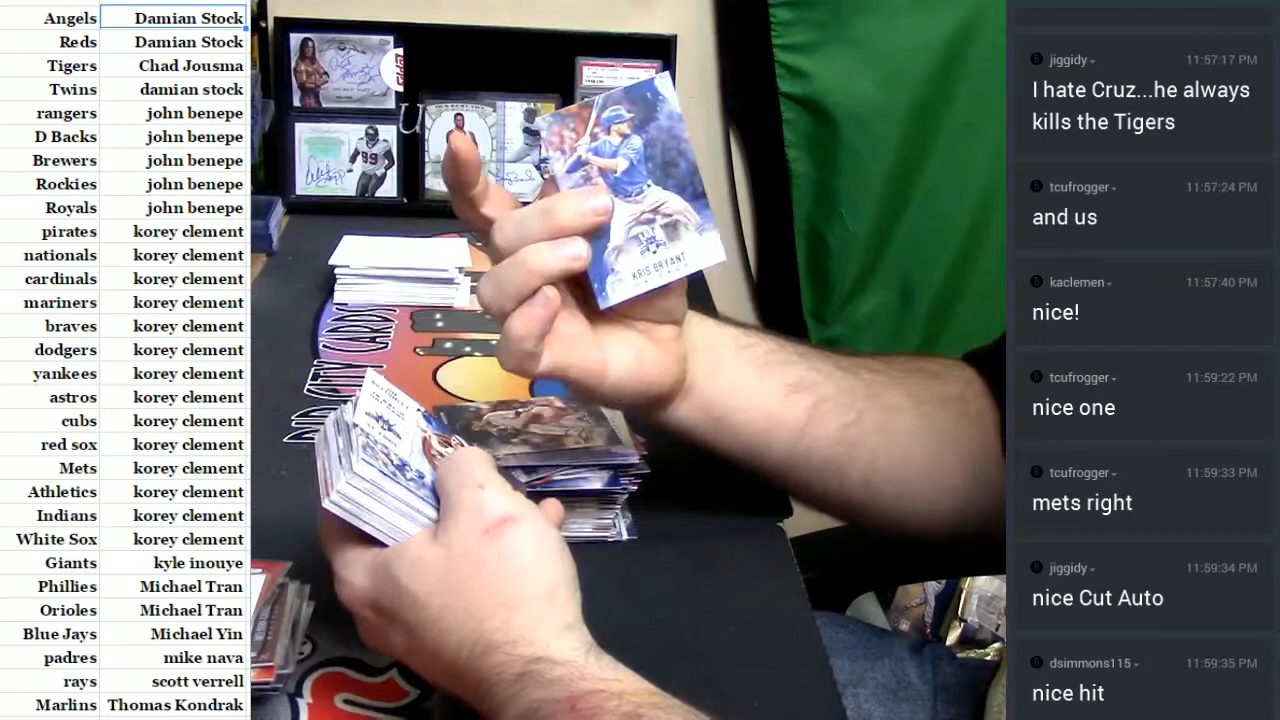 Angels Damian Stock
Reds Damian Stock
Tigers Chad Jousma
Twins damian stock
rangers john benepe
D Backs john benepe
Brewers john benepe
Rockies john benepe
Royals john benepe
pirates korey clement
nationals korey clement
cardinals korey clement
mariners korey clement
braves korey clement
dodgers korey clement
yankees korey clement
astros korey clement
cubs korey clement
red sox korey clement
Mets korey clement
Athletics korey clement
Indians korey clement
White Sox korey clement
Giants kyle inouye
Phillies Michael Tran
Orioles Michael Tran
Blue Jays Michael Yin
padres mike nava
rays scott verrell
Marlins Thomas Kondrak
U
99
KRIS BRYANT
CITY CARDS
jiggidy 11:57:17 PM
I hate Cruz...he always
kills the Tigers
tcufrogger 11:57:24 PM
and us
kaclemen 11:57:40 PM
nice!
tcufrogger 11:59:22 PM
nice one
tcufrogger 11:59:33 PM
mets right
jiggidy 11:59:34 PM
nice Cut Auto
dsimmons115 11:59:35 PM
nice hit